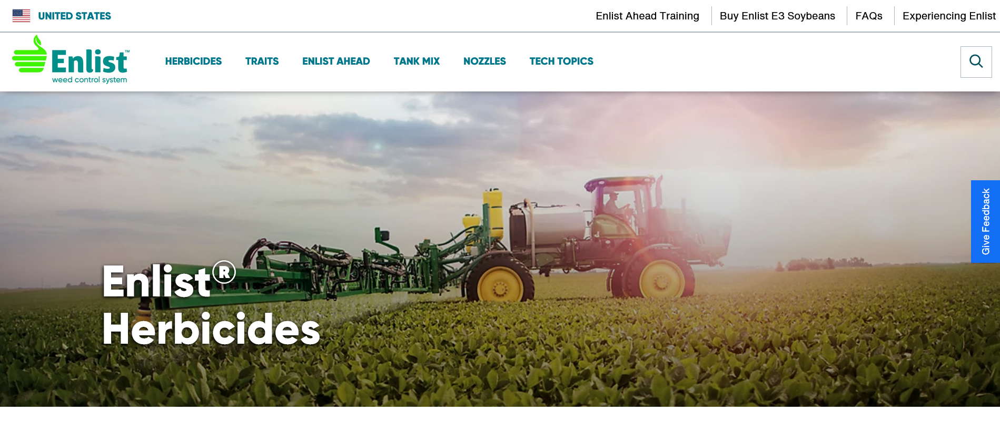 UNITED STATES
Enlist Ahead Training
Buy Enlist E3 Soybeans
FAQs
Experiencing Enlist
Enlist™
weed control system
HERBICIDES
TRAITS
ENLIST AHEAD
TANK MIX
NOZZLES
TECH TOPICS
Give Feedback
Enlist®
Herbicides